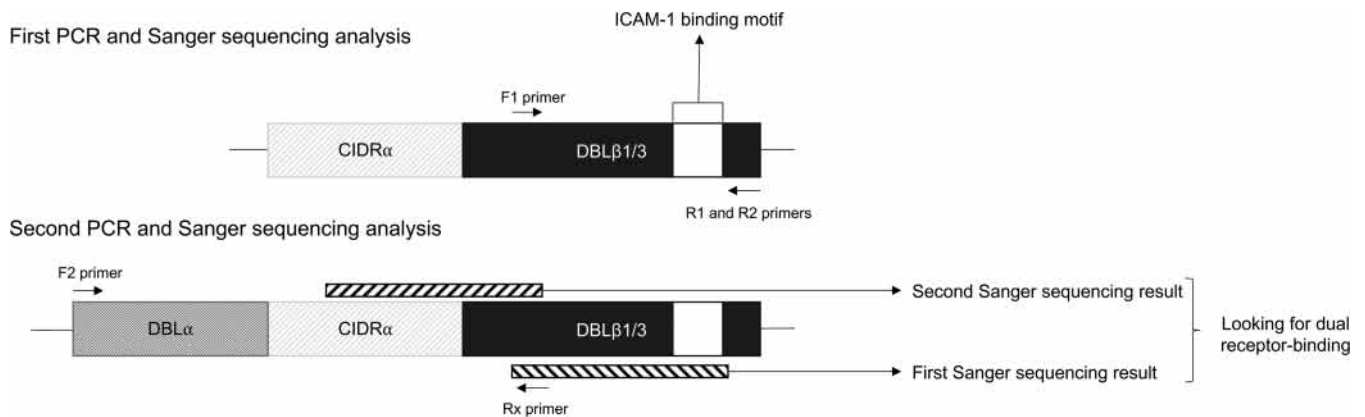 ICAM-1 binding motif
First PCR and Sanger sequencing analysis
F1 primer
CIDRα
DBLβ1/3
R1 and R2 primers
Second PCR and Sanger sequencing analysis
F2 primer
Second Sanger sequencing result
DBLα
CIDRα
DBLβ1/3
Looking for dual
receptor-binding
First Sanger sequencing result
Rx primer